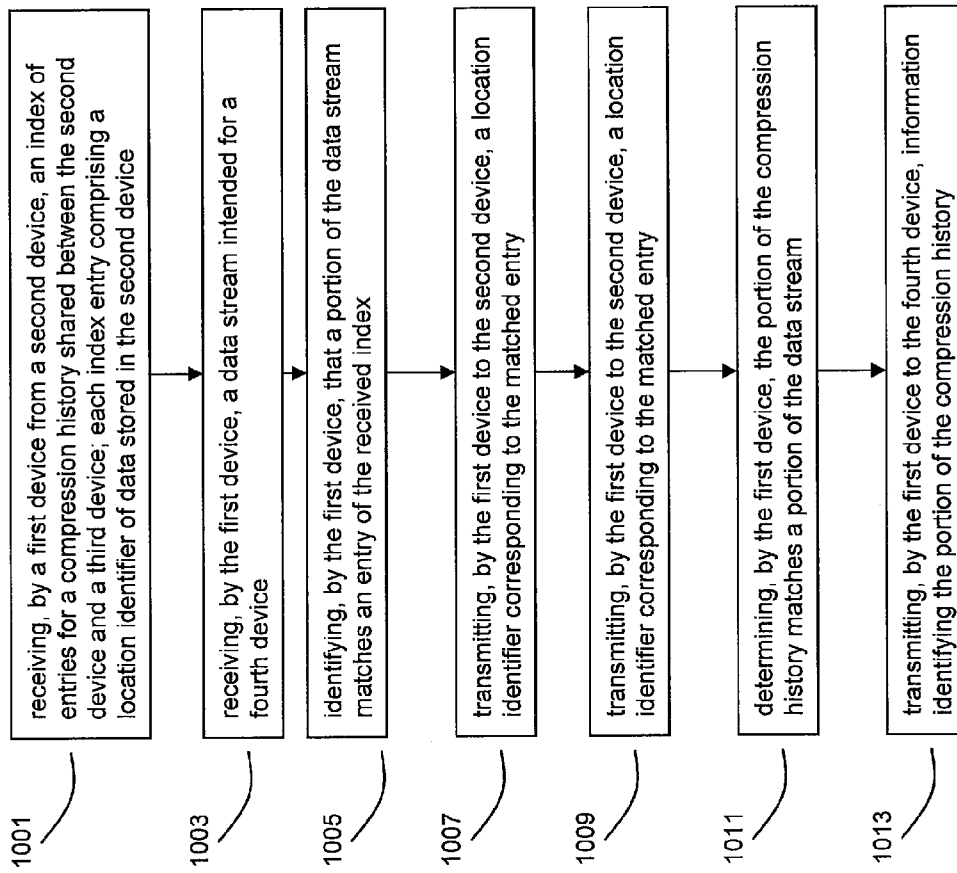 1001
receiving, by a first device from a second device, an index of
entries for a compression history shared between the second
device and a third device; each index entry comprising a
location identifier of data stored in the second device
1003
receiving, by the first device, a data stream intended for a
fourth device
1005
identifying, by the first device, that a portion of the data stream
matches an entry of the received index
1007
transmitting, by the first device to the second device, a location
identifier corresponding to the matched entry
1009
transmitting, by the first device to the second device, a location
identifier corresponding to the matched entry
1011
determining, by the first device, the portion of the compression
history matches a portion of the data stream
1013
transmitting, by the first device to the fourth device, information
identifying the portion of the compression history